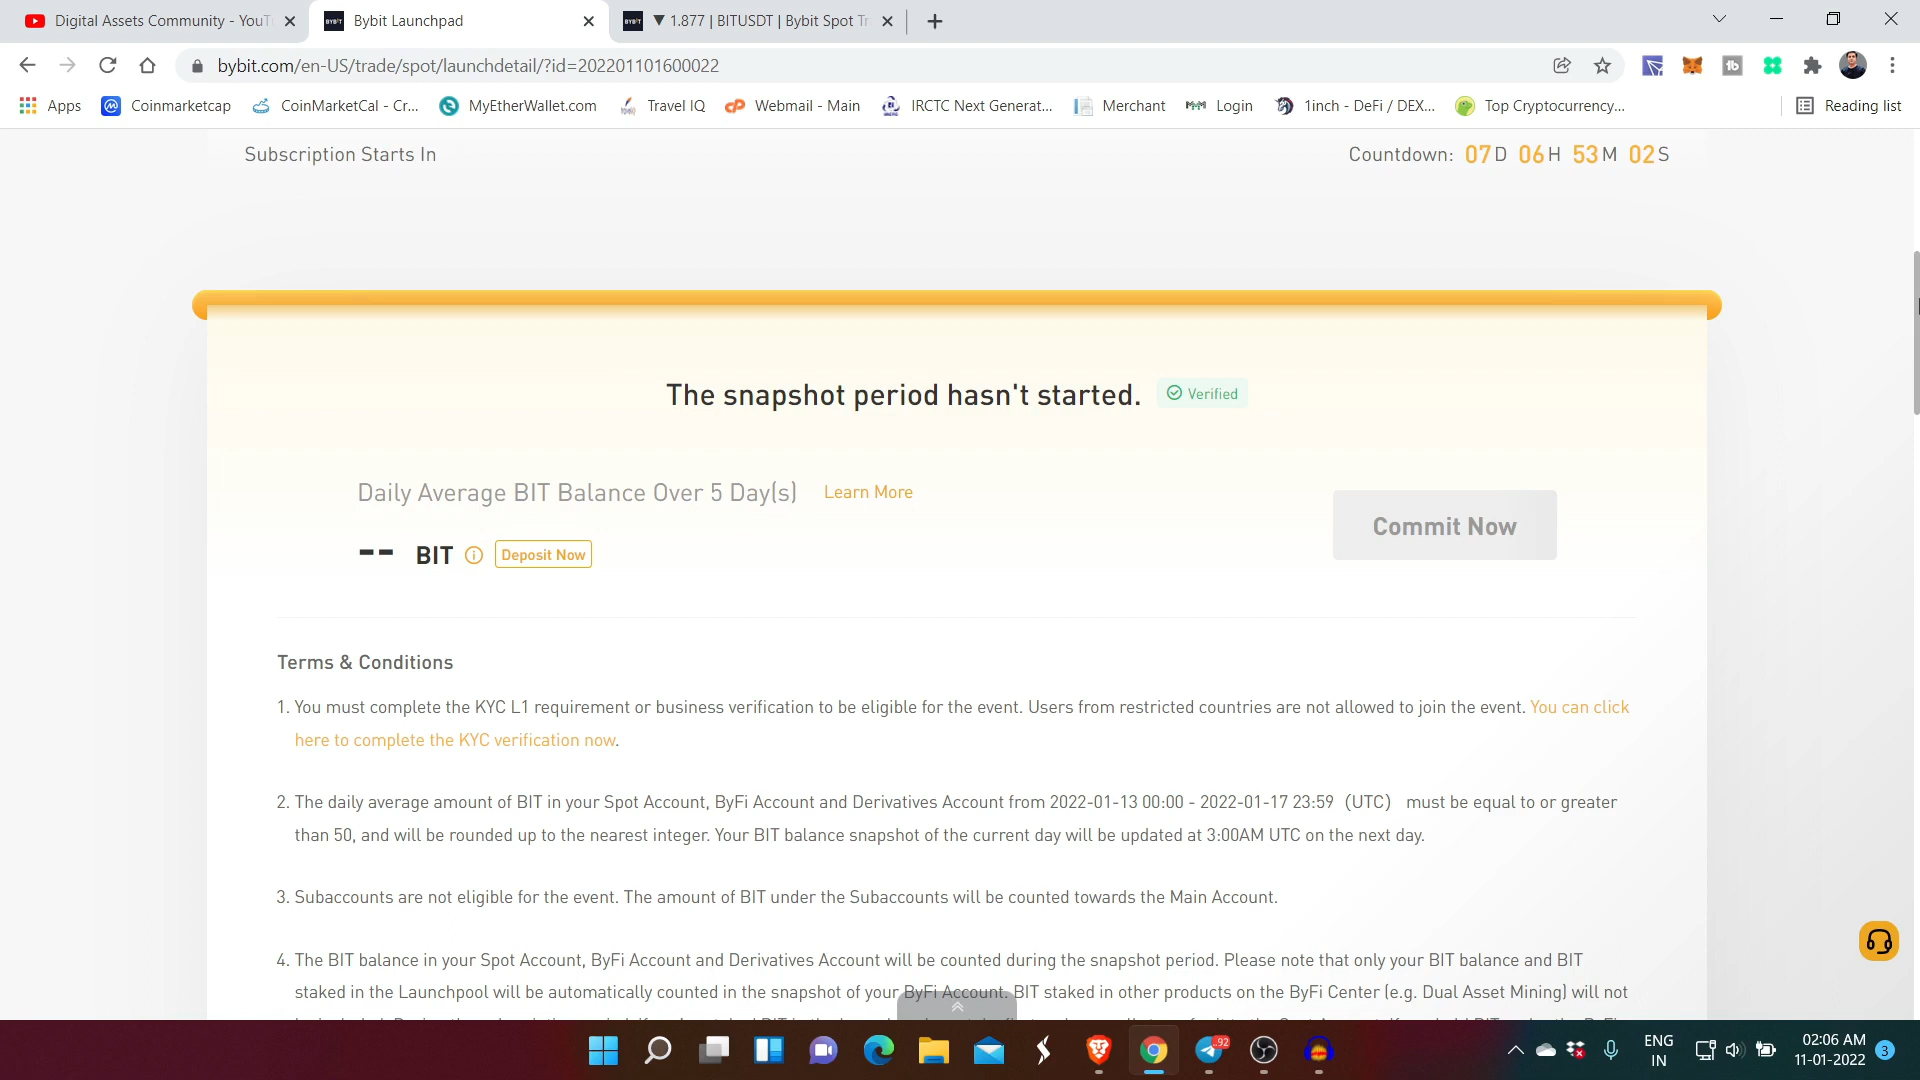 Digital Assets Community - YouT
Bybit Launchpad
▼ 1.877 | BITUSDT | Bybit Spot Tr
bybit.com/en-US/trade/spot/launchdetail/?id=202201101600022
Apps
Coinmarketcap
CoinMarketCal - Cr...
MyEtherWallet.com
Travel IQ
Webmail - Main
IRCTC Next Generat...
Merchant
Login
1inch - DeFi / DEX...
Top Cryptocurrency...
Reading list
Subscription Starts In
Countdown: 07 D 06 H 53 M 02 S
The snapshot period hasn't started. Verified
Daily Average BIT Balance Over 5 Day(s) Learn More
-- BIT Deposit Now
Commit Now
Terms & Conditions
1. You must complete the KYC L1 requirement or business verification to be eligible for the event. Users from restricted countries are not allowed to join the event. You can click
here to complete the KYC verification now.
2. The daily average amount of BIT in your Spot Account, ByFi Account and Derivatives Account from 2022-01-13 00:00 - 2022-01-17 23:59 (UTC) must be equal to or greater
than 50, and will be rounded up to the nearest integer. Your BIT balance snapshot of the current day will be updated at 3:00AM UTC on the next day.
3. Subaccounts are not eligible for the event. The amount of BIT under the Subaccounts will be counted towards the Main Account.
4. The BIT balance in your Spot Account, ByFi Account and Derivatives Account will be counted during the snapshot period. Please note that only your BIT balance and BIT
staked in the Launchpool will be automatically counted in the snapshot of your ByFi Account. BIT staked in other products on the ByFi Center (e.g. Dual Asset Mining) will not
92
ENG
IN
02:06 AM
11-01-2022
3